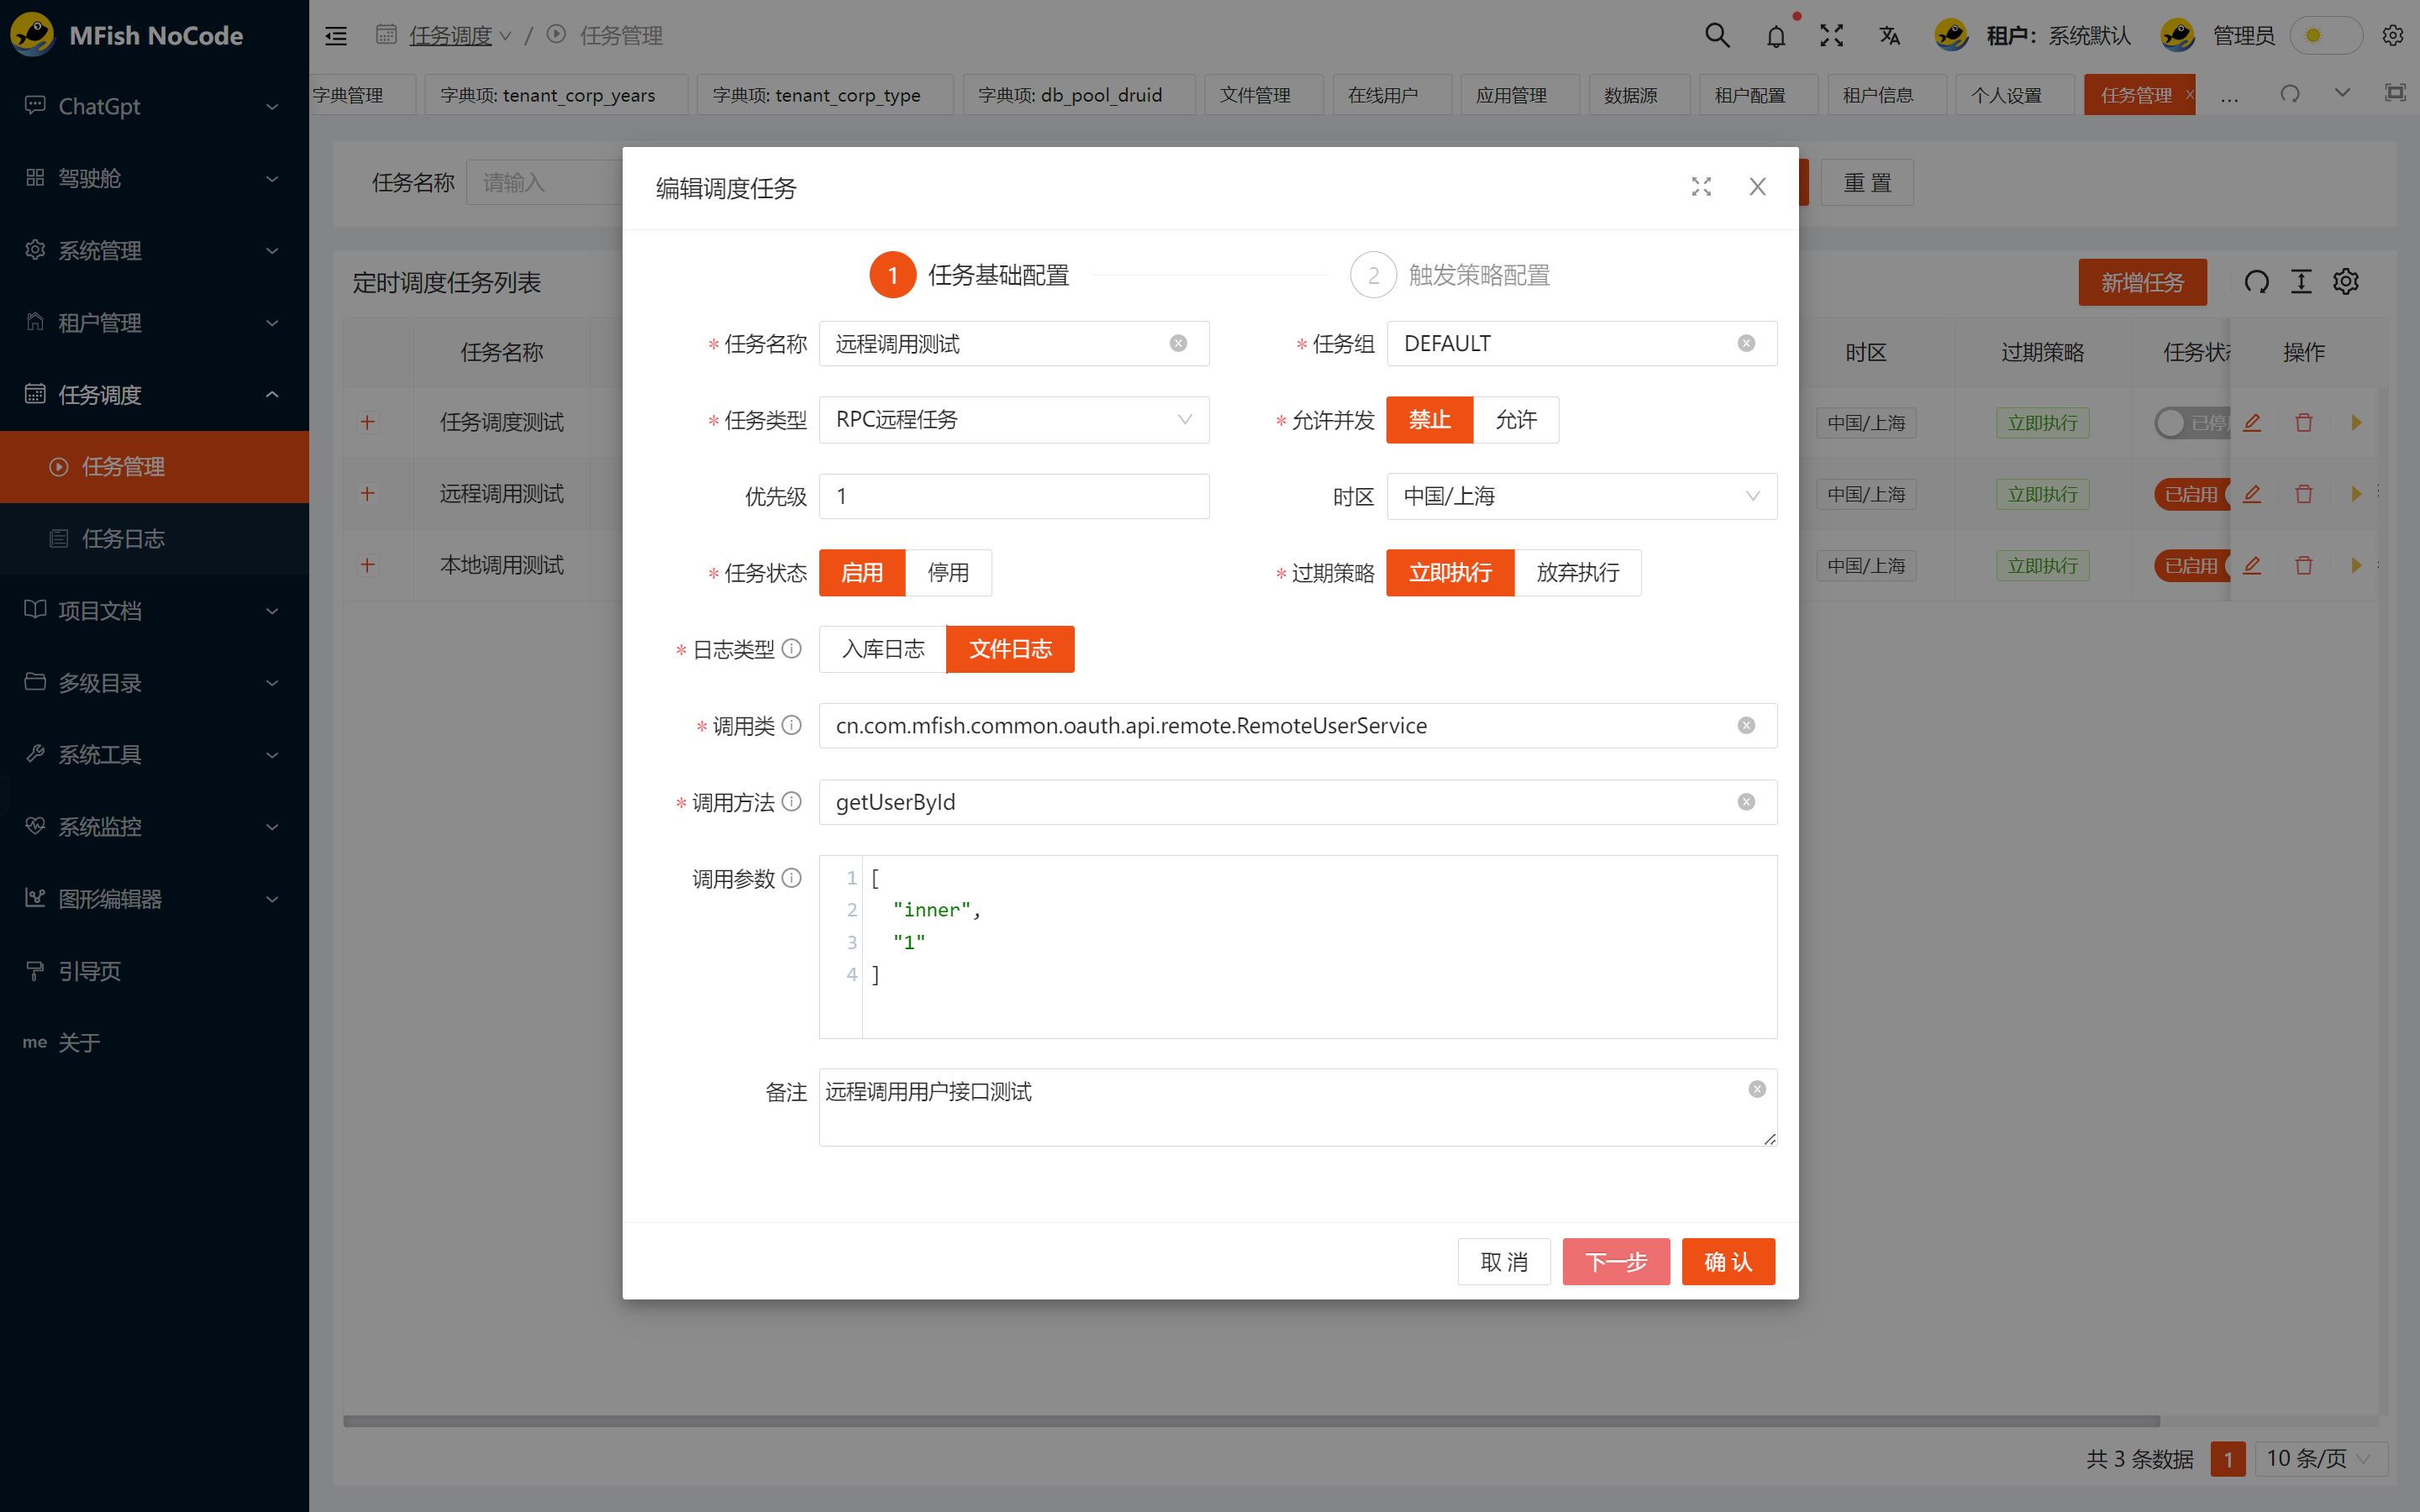 MFish NoCode
任务调度 / 任务管理
租户：系统默认
管理员
字典管理
字典项: tenant_corp_years
字典项: tenant_corp_type
字典项: db_pool_druid
文件管理
在线用户
应用管理
数据源
租户配置
租户信息
个人设置
任务管理
...
ChatGpt
驾驶舱
系统管理
租户管理
任务调度
任务管理
任务日志
项目文档
多级目录
系统工具
系统监控
图形编辑器
引导页
me 关于
任务名称 请输入
重 置
定时调度任务列表
新增任务
任务名称
时区
过期策略
任务状
操作
任务调度测试
中国/上海
立即执行
已停
远程调用测试
中国/上海
立即执行
已启用
本地调用测试
中国/上海
立即执行
已启用
共 3 条数据
1
10 条/页
编辑调度任务
1 任务基础配置
2 触发策略配置
* 任务名称 远程调用测试
* 任务组 DEFAULT
* 任务类型 RPC远程任务
* 允许并发 禁止 允许
优先级 1
时区 中国/上海
* 任务状态 启用 停用
* 过期策略 立即执行 放弃执行
* 日志类型 入库日志 文件日志
* 调用类 cn.com.mfish.common.oauth.api.remote.RemoteUserService
* 调用方法 getUserById
调用参数
1 [
2 "inner",
3 "1"
4 ]
备注 远程调用用户接口测试
取 消
下一步
确 认